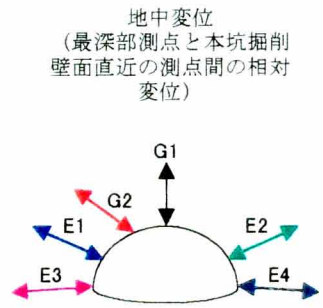 地中変位
（最深部測点と本坑掘削
壁面直近の測点間の相対
変位）
G1
G2
E1
E2
E3
E4